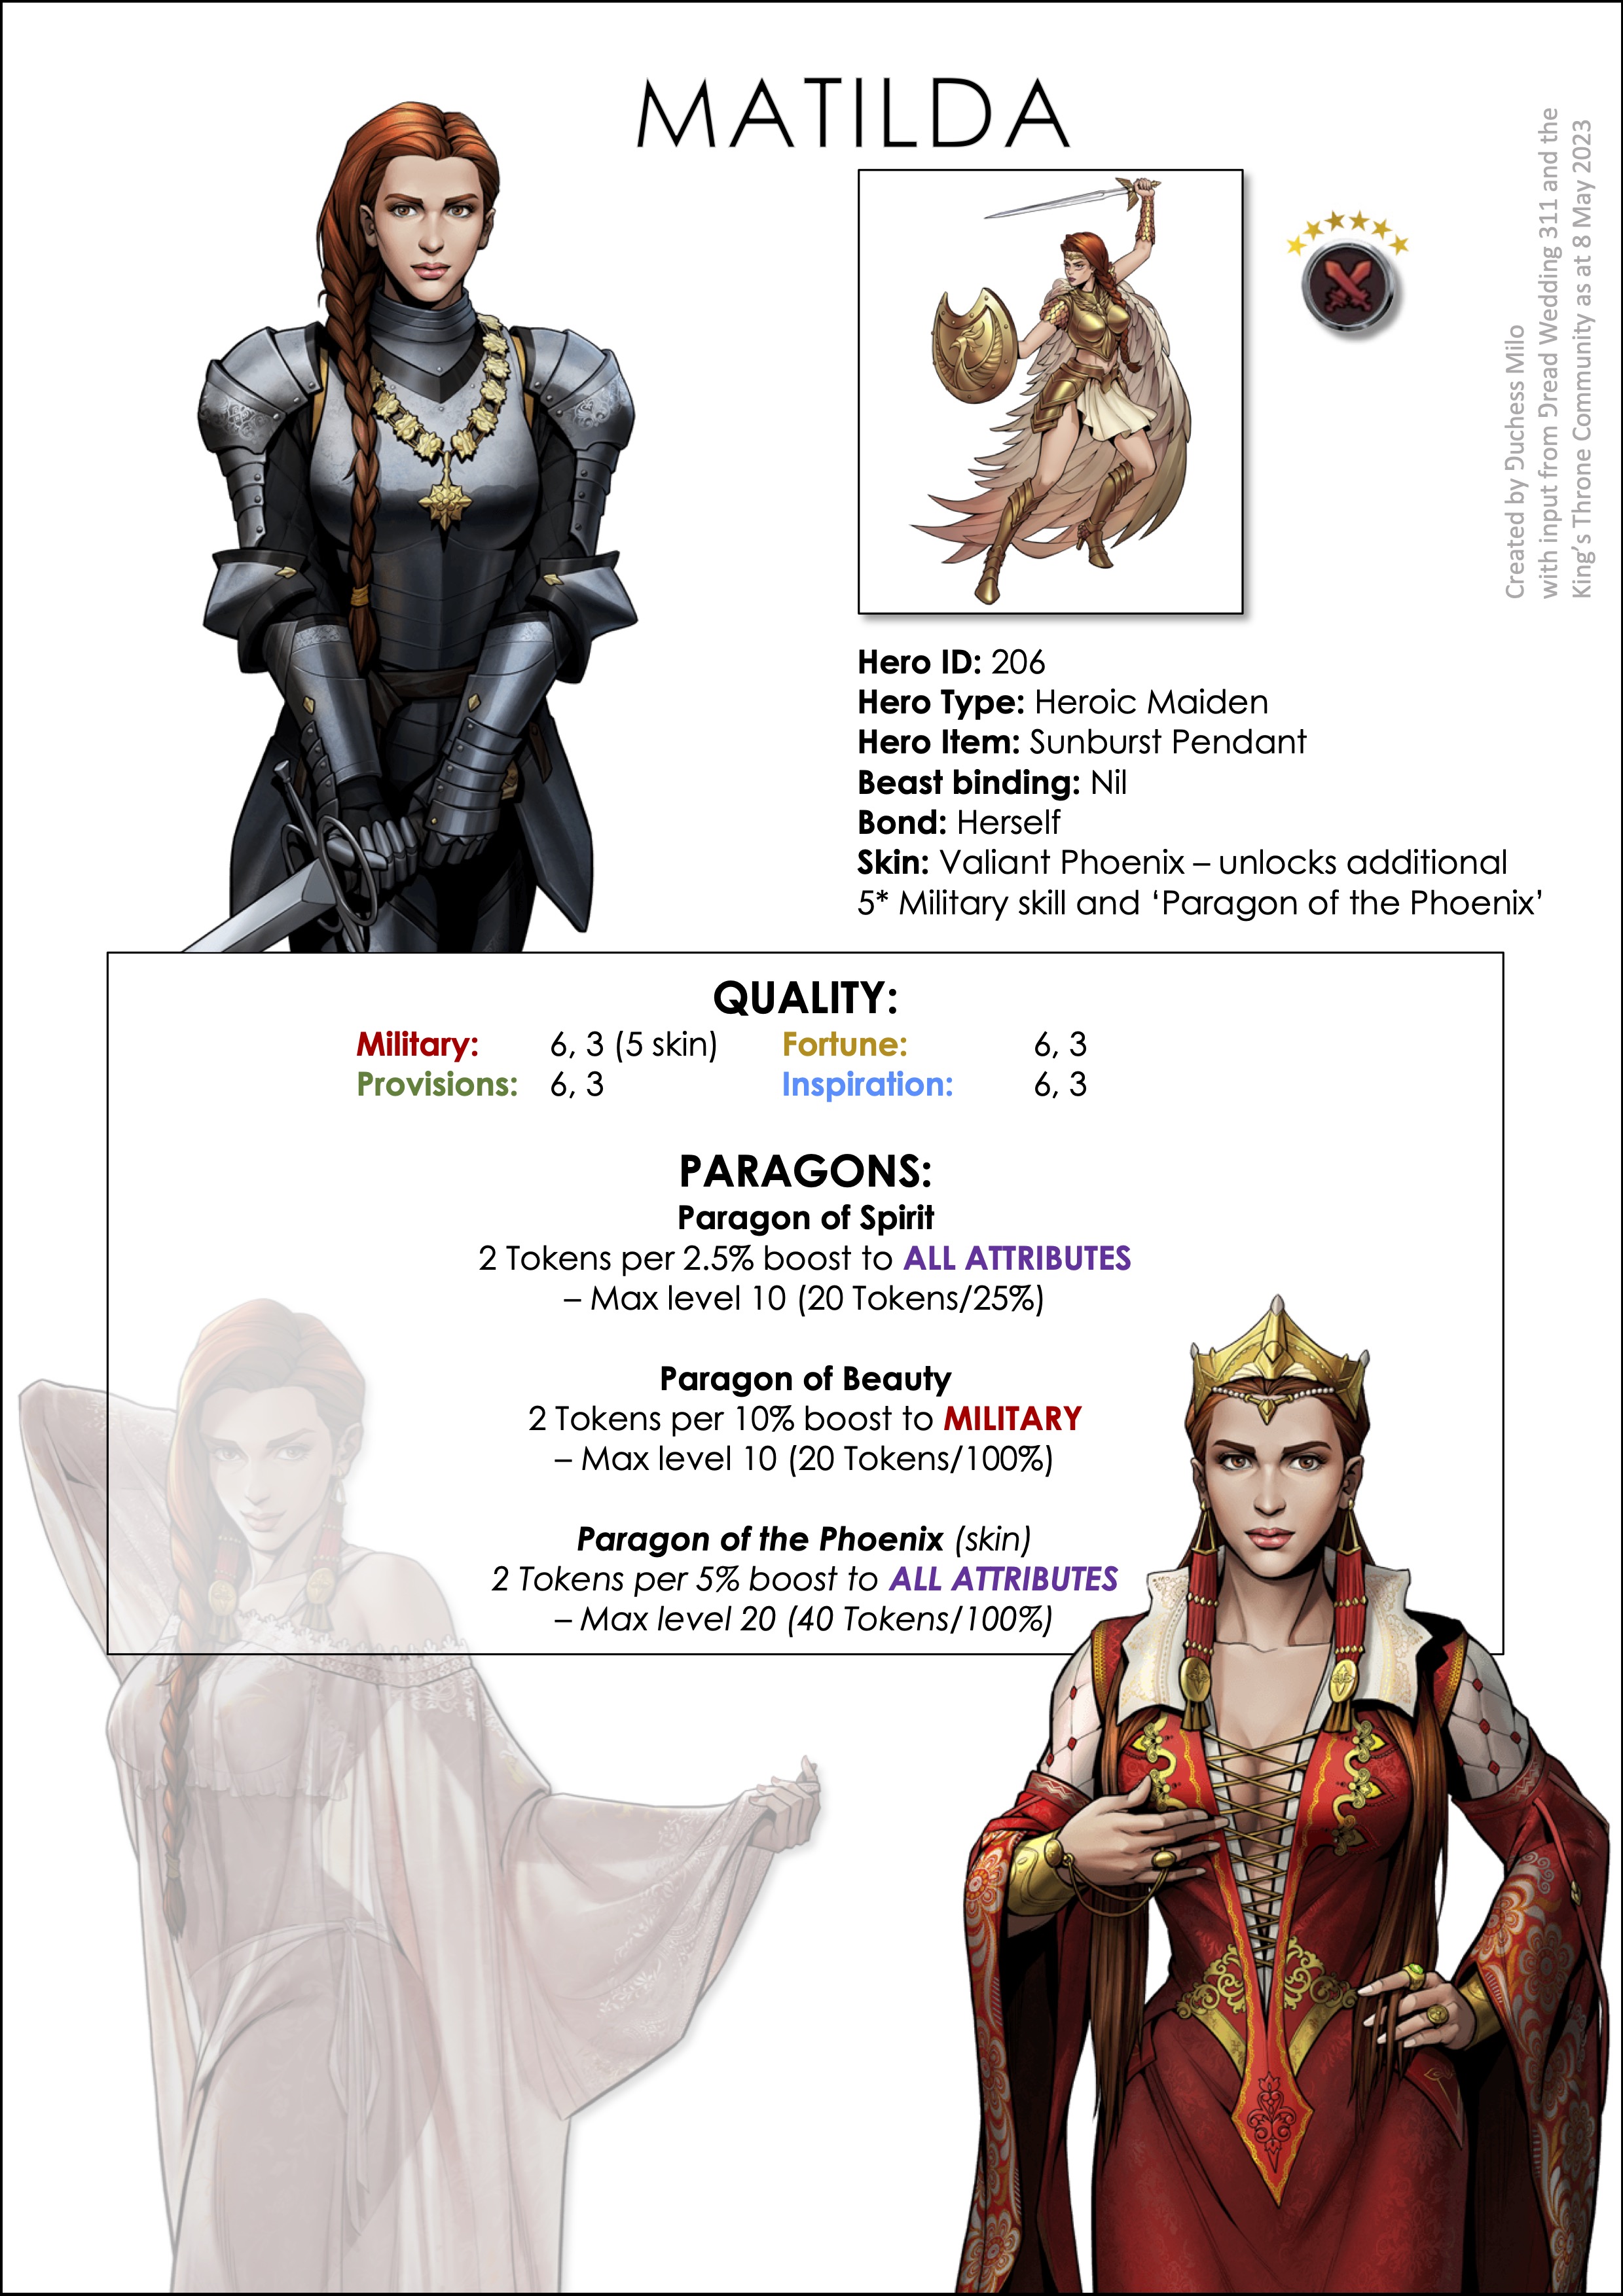 MATILDA
Created by Duchess Milo
with input from Dread Wedding 311 and the
King's Throne Community as at 8 May 2023
Hero ID: 206
Hero Type: Heroic Maiden
Hero Item: Sunburst Pendant
Beast binding: Nil
Bond: Herself
Skin: Valiant Phoenix – unlocks additional
5* Military skill and ‘Paragon of the Phoenix’
QUALITY:
Military: 6, 3 (5 skin) Fortune: 6, 3
Provisions: 6, 3 Inspiration: 6, 3
PARAGONS:
Paragon of Spirit
2 Tokens per 2.5% boost to ALL ATTRIBUTES
– Max level 10 (20 Tokens/25%)
Paragon of Beauty
2 Tokens per 10% boost to MILITARY
– Max level 10 (20 Tokens/100%)
Paragon of the Phoenix (skin)
2 Tokens per 5% boost to ALL ATTRIBUTES
– Max level 20 (40 Tokens/100%)